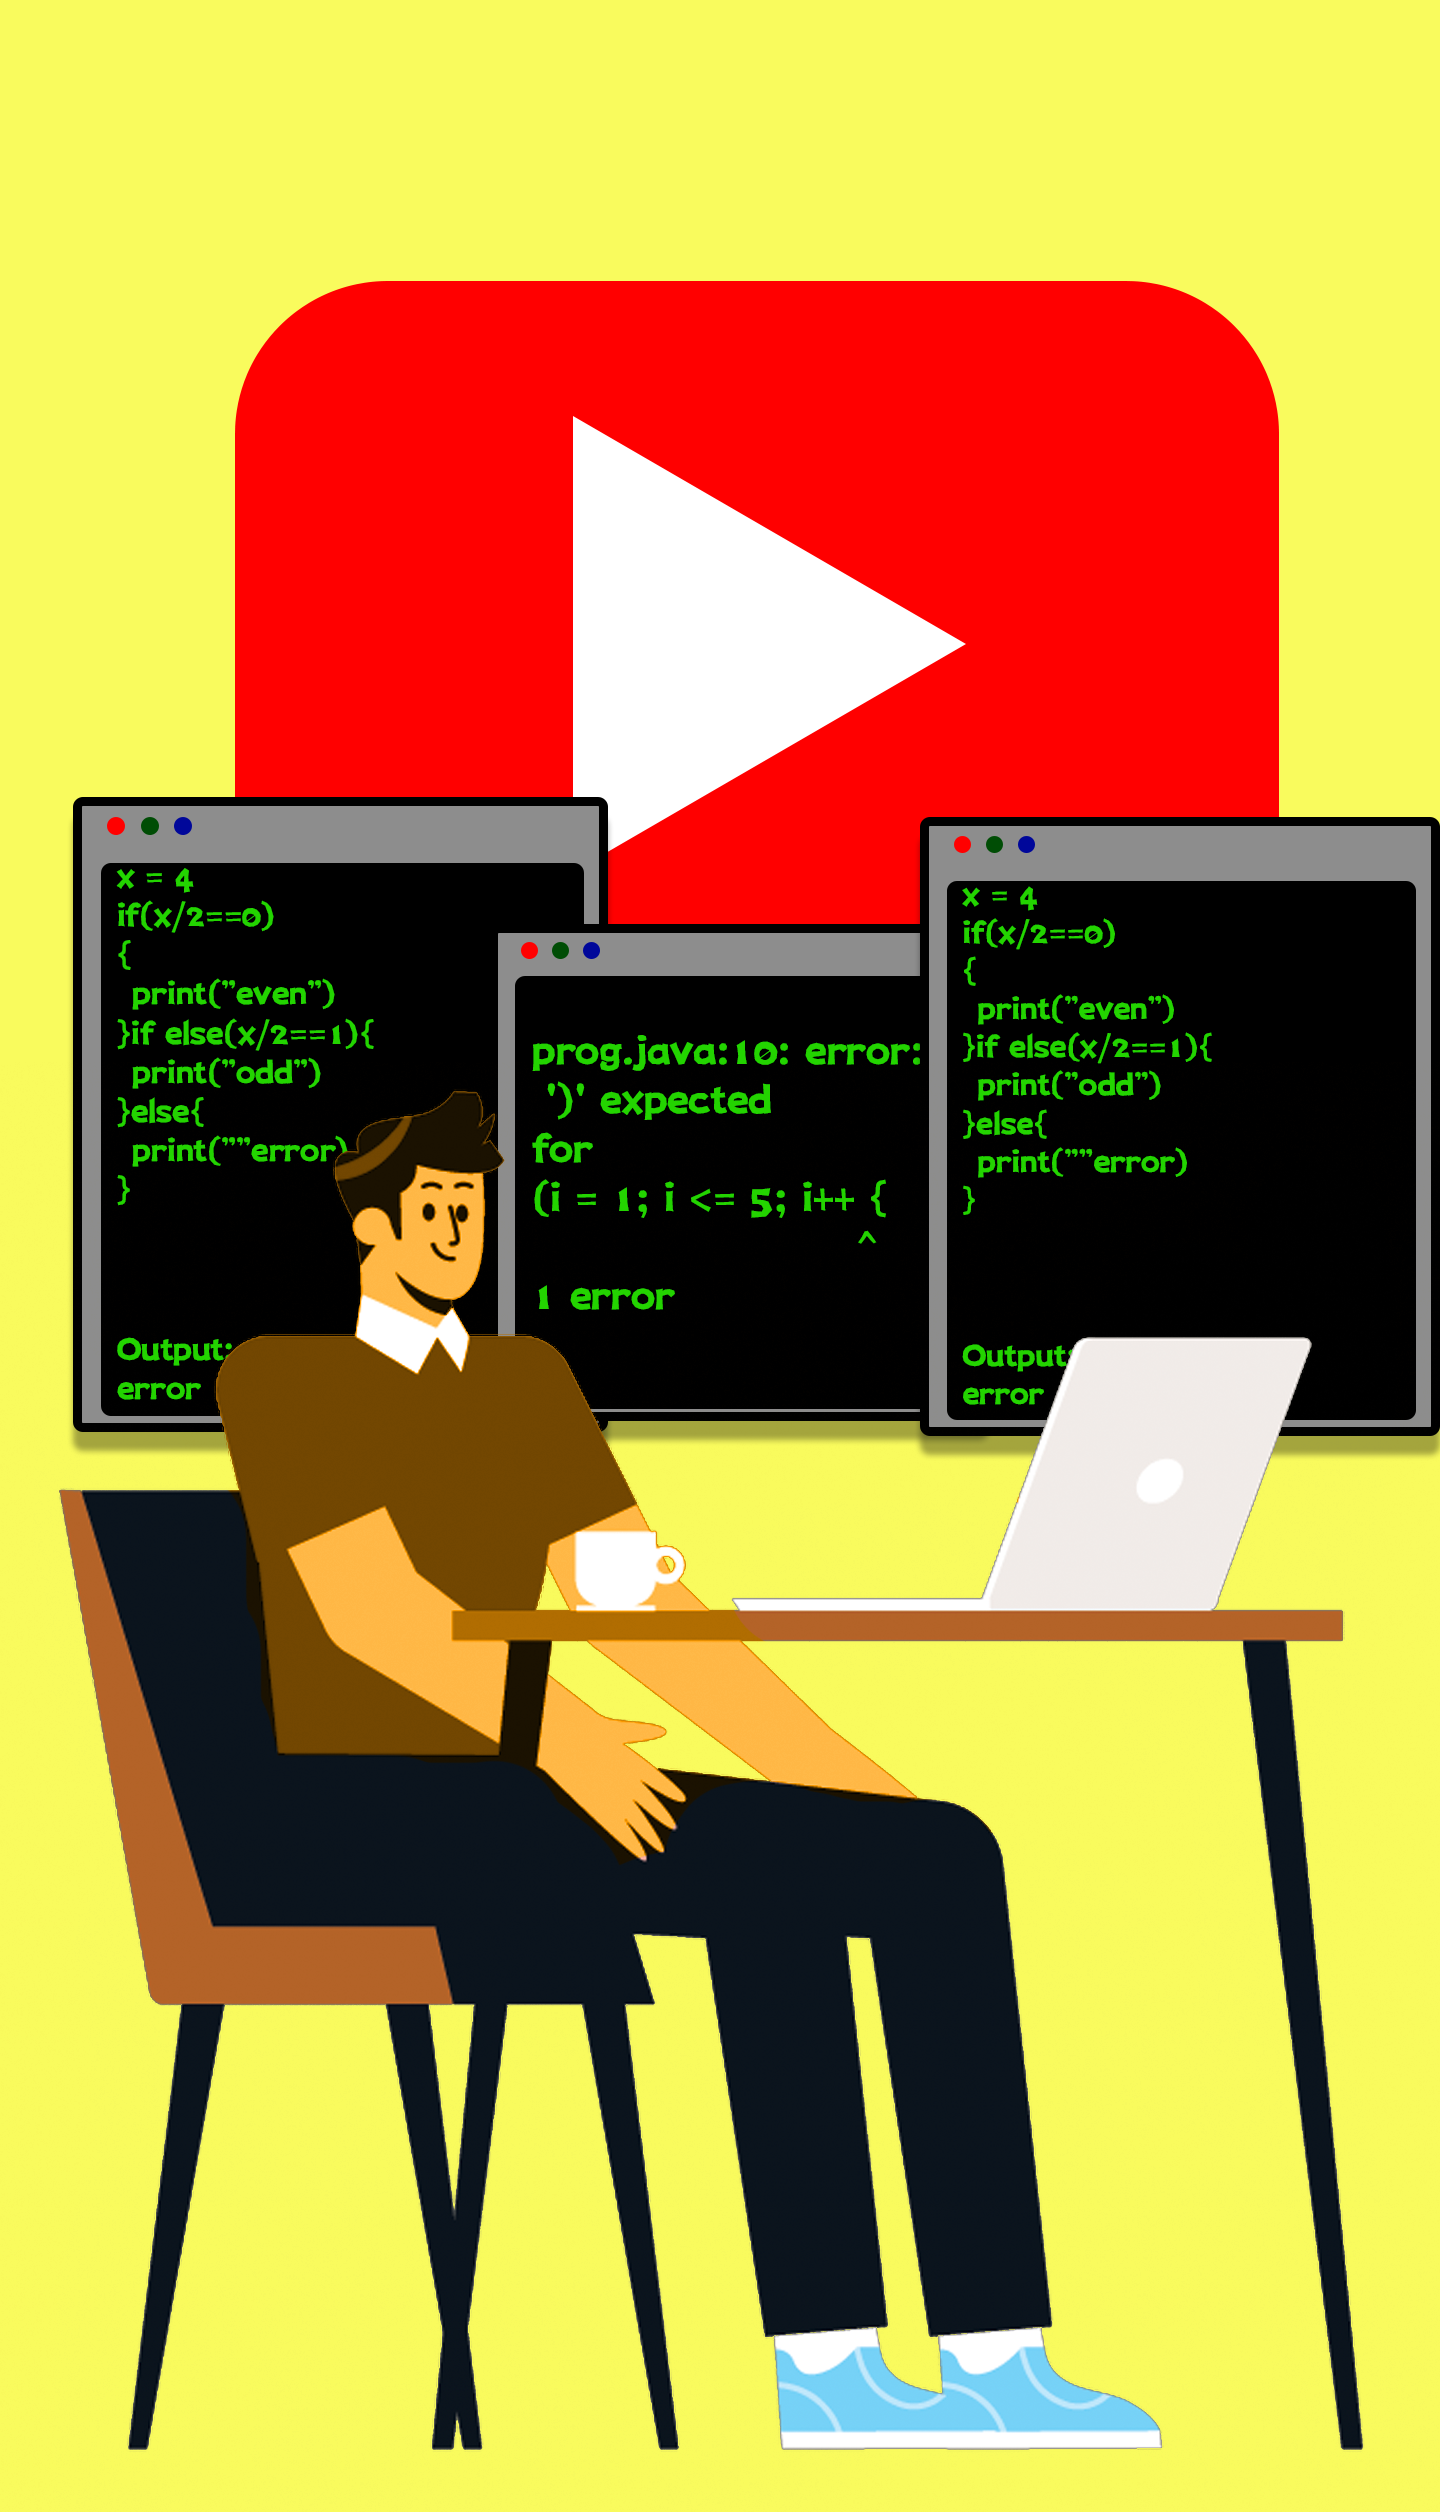 x = 4
if(x/2==0)
{
print("even")
}if else(x/2==1){
print("odd")
}else{
print(""error)
}
Output:
error
prog.java:10: error:
')' expected
for
(i = 1; i <= 5; i++ {
^
1 error
x = 4
if(x/2==0)
{
print("even")
}if else(x/2==1){
print("odd")
}else{
print(""error)
}
Output:
error